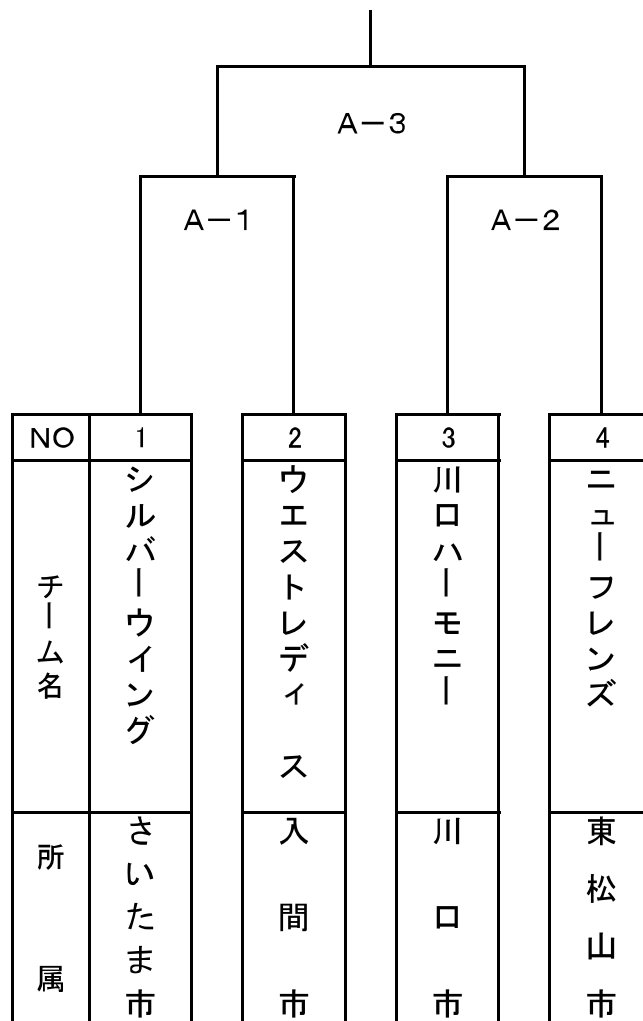 A－3
A－1
A－2
NO
1
2
3
4
チーム名
シルバーウイング
ウエストレディス
川口ハーモニー
ニューフレンズ
所属
さいたま市
入間市
川口市
東松山市